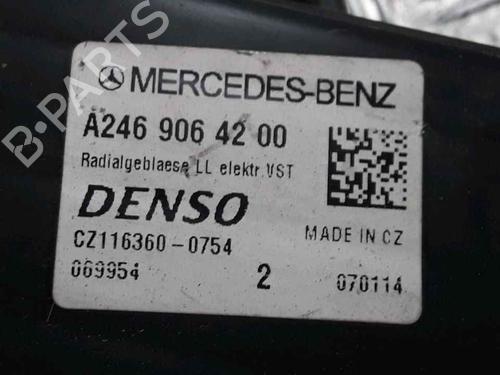 MERCEDES-BENZ
A246 906 42 00
Radialgeblaese LL elektr.VST
DENSO
MADE IN CZ
CZ116360-0754
069954 2 070114
B-PARTS